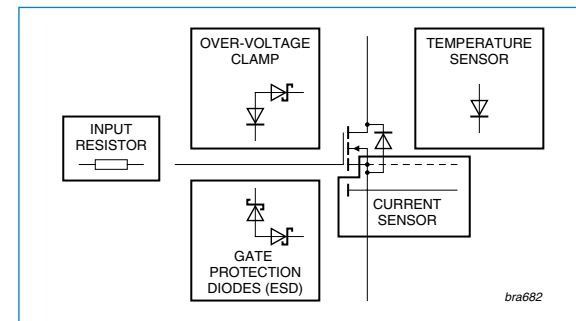 OVER-VOLTAGE
CLAMP
TEMPERATURE
SENSOR
INPUT
RESISTOR
CURRENT
SENSOR
GATE
PROTECTION
DIODES (ESD)
bra682